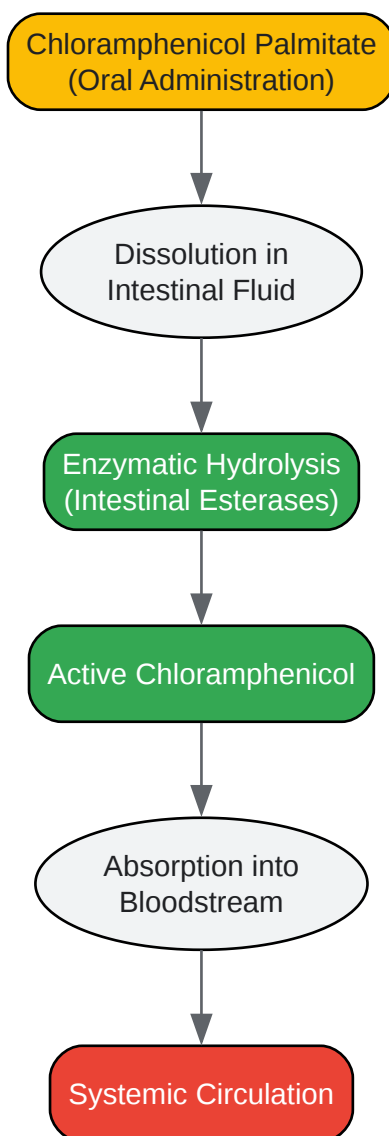 Chloramphenicol Palmitate
(Oral Administration)
Dissolution in
Intestinal Fluid
Enzymatic Hydrolysis
(Intestinal Esterases)
Active Chloramphenicol
Absorption into
Bloodstream
Systemic Circulation